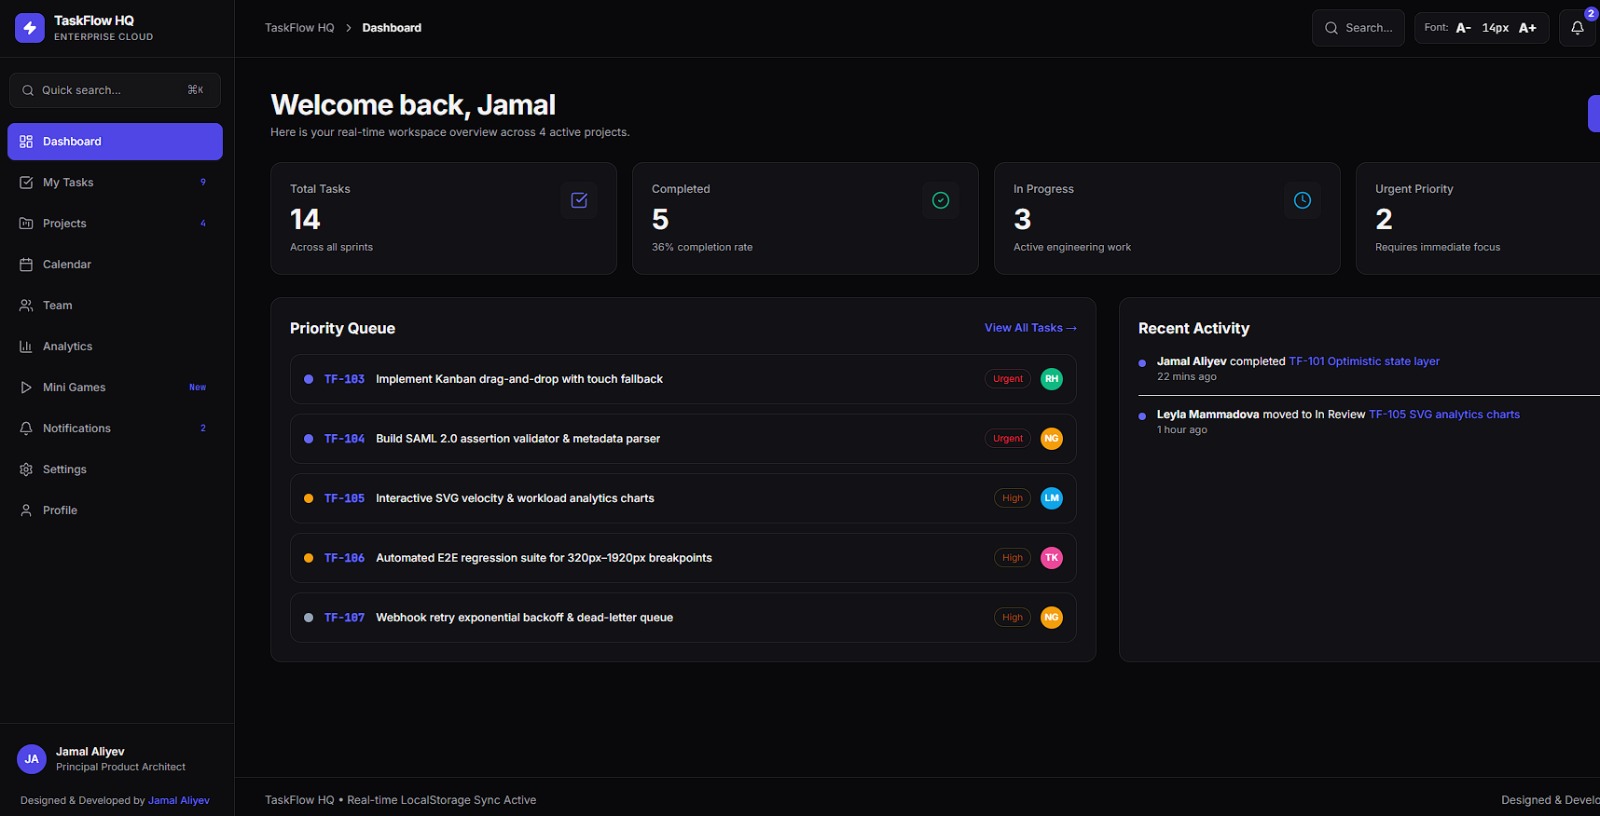 TaskFlow HQ
ENTERPRISE CLOUD
Quick search... ⌘K
Dashboard
My Tasks 9
Projects 4
Calendar
Team
Analytics
Mini Games New
Notifications 2
Settings
Profile
JA
Jamal Aliyev
Principal Product Architect
Designed & Developed by Jamal Aliyev
TaskFlow HQ > Dashboard
Search...
Font: A- 14px A+
2
Welcome back, Jamal
Here is your real-time workspace overview across 4 active projects.
Total Tasks
14
Across all sprints
Completed
5
36% completion rate
In Progress
3
Active engineering work
Urgent Priority
2
Requires immediate focus
Priority Queue
View All Tasks →
TF-103 Implement Kanban drag-and-drop with touch fallback Urgent RH
TF-104 Build SAML 2.0 assertion validator & metadata parser Urgent NG
TF-105 Interactive SVG velocity & workload analytics charts High LM
TF-106 Automated E2E regression suite for 320px–1920px breakpoints High TK
TF-107 Webhook retry exponential backoff & dead-letter queue High NG
Recent Activity
Jamal Aliyev completed TF-101 Optimistic state layer
22 mins ago
Leyla Mammadova moved to In Review TF-105 SVG analytics charts
1 hour ago
TaskFlow HQ • Real-time LocalStorage Sync Active
Designed & Develo